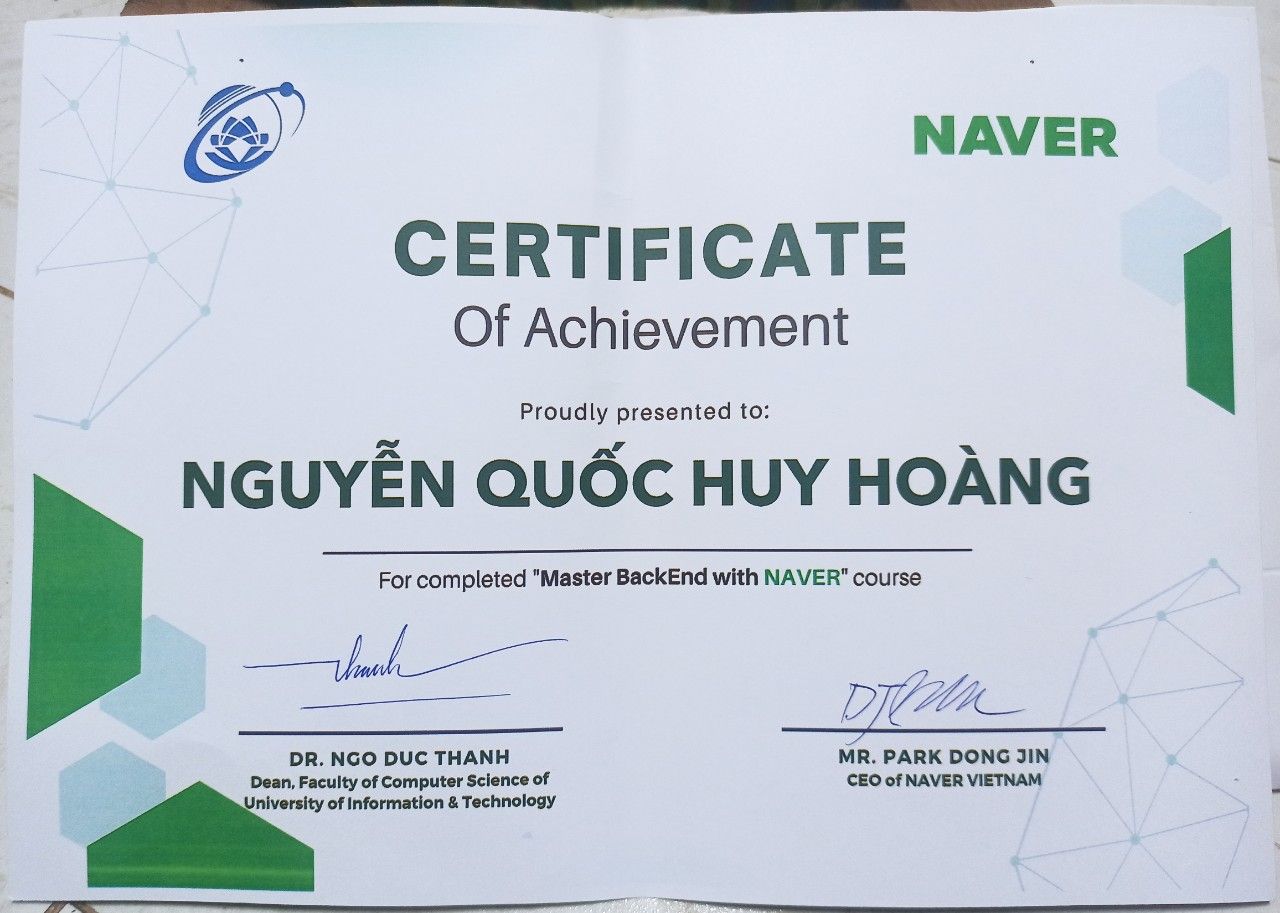 NAVER
CERTIFICATE
Of Achievement
Proudly presented to:
NGUYỄN QUỐC HUY HOÀNG
For completed "Master BackEnd with NAVER" course
Thanh
DR. NGO DUC THANH
Dean, Faculty of Computer Science of
University of Information & Technology
MR. PARK DONG JIN
CEO of NAVER VIETNAM